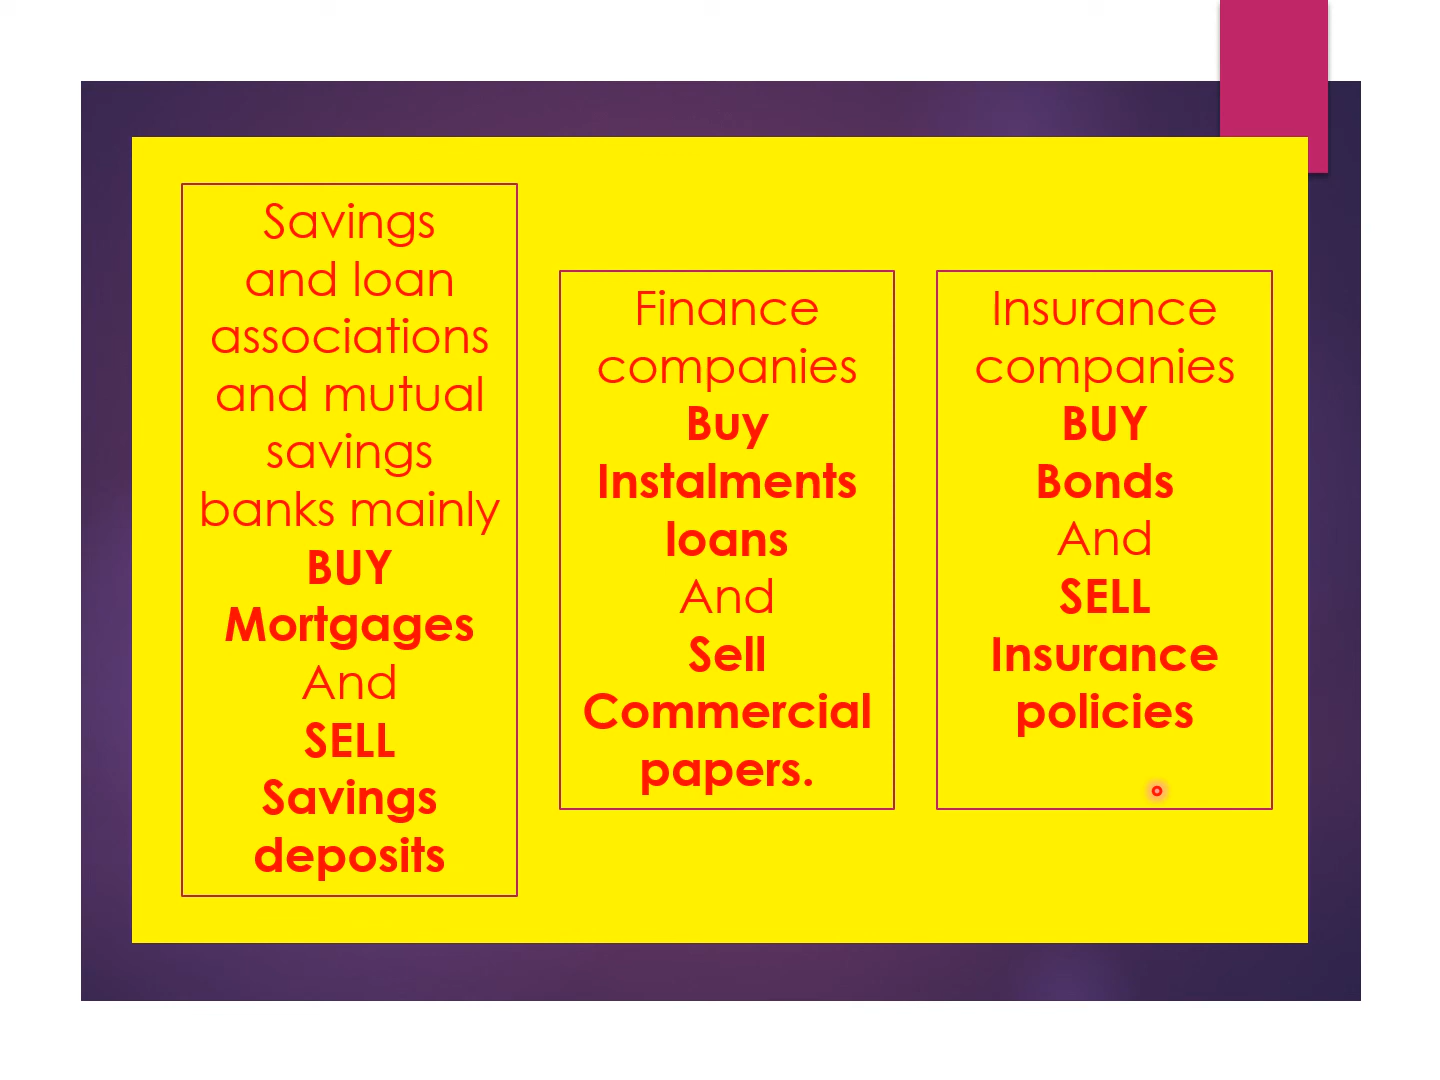 Savings
and loan
associations
and mutual
savings
banks mainly
BUY
Mortgages
And
SELL
Savings
deposits
Finance
companies
Buy
Instalments
loans
And
Sell
Commercial
papers.
Insurance
companies
BUY
Bonds
And
SELL
Insurance
policies